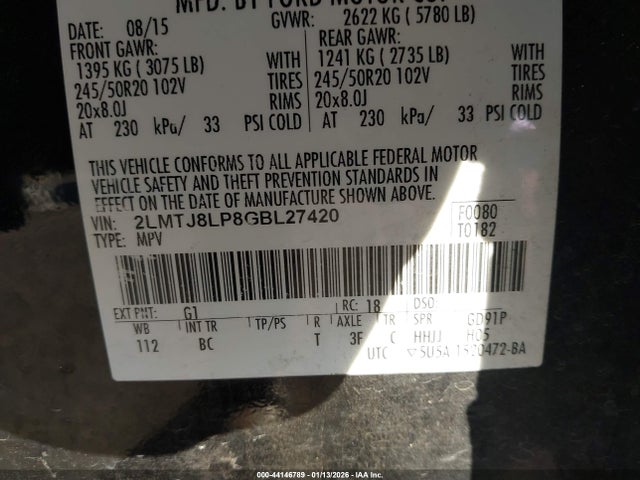 MFD. BY FORD MOTOR CO.
DATE: 08/15 GVWR: 2622 KG ( 5780 LB)
FRONT GAWR: REAR GAWR:
1395 KG ( 3075 LB) WITH 1241 KG ( 2735 LB) WITH
245/50R20 102V TIRES 245/50R20 102V TIRES
20x8.0J RIMS 20x8.0J RIMS
AT 230 kPa/ 33 PSI COLD AT 230 kPa/ 33 PSI COLD
THIS VEHICLE CONFORMS TO ALL APPLICABLE FEDERAL MOTOR
VEHICLE SAFETY AND THEFT PREVENTION STANDARDS IN
EFFECT ON THE DATE OF MANUFACTURE SHOWN ABOVE.
VIN: 2LMTJ8LP8GBL27420 F0080
TYPE: MPV T0182
EXT PNT: G1 RC: 18 DSO:
WB INT TR TP/PS R AXLE TR SPR GD91P
112 BC T 3F C HHJJ H05
UTC 5U5A 1520472-BA
000-44146789 - 01/13/2026 - IAA Inc.